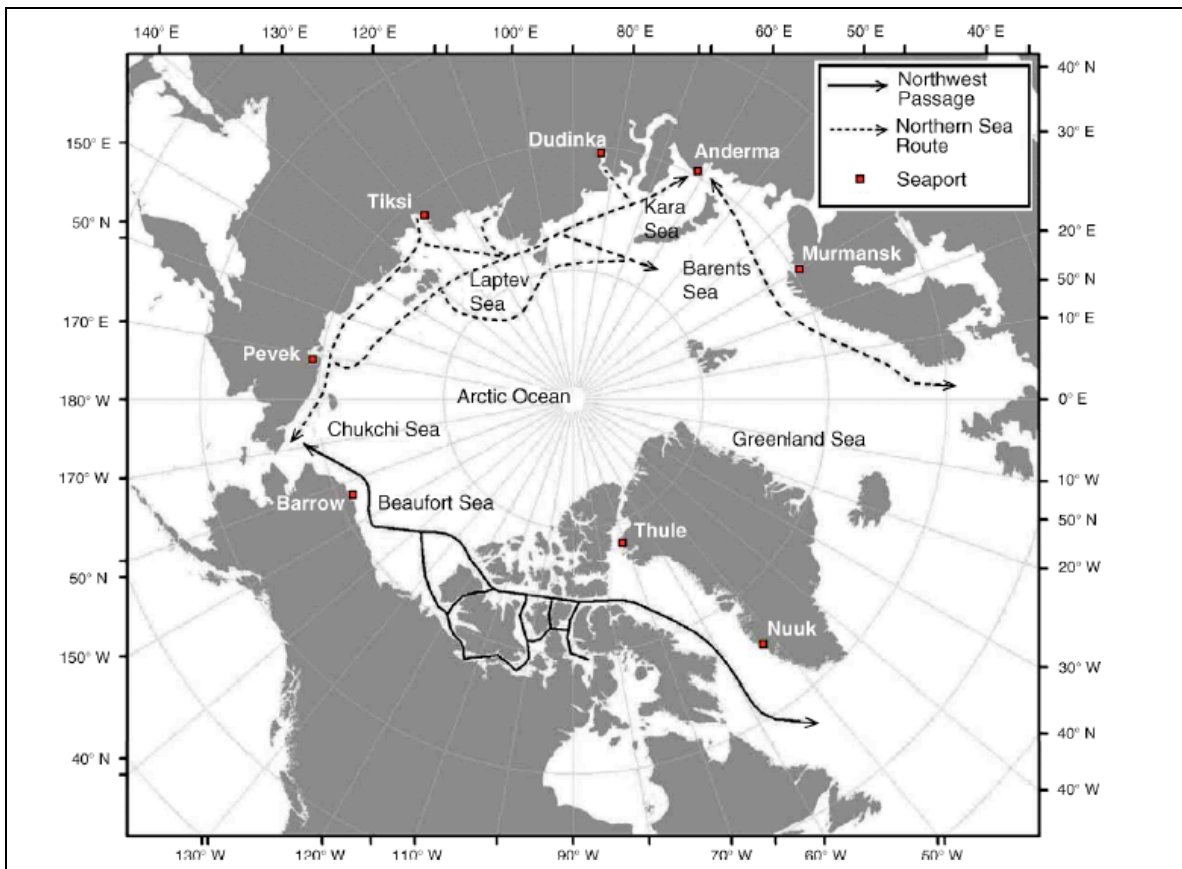 140° E
130° E
120° E
100° E
80° E
60° E
50° E
40° E
40° N
Northwest
Passage
30° E
Northern Sea
Route
Seaport
150° E
Dudinka
Anderma
50° N
Tiksi
Kara
Sea
20° E
Murmansk
Laptev
Sea
Barents
Sea
50° N
170° E
10° E
Pevek
180° W
Arctic Ocean
0° E
Chukchi Sea
Greenland Sea
170° W
10° W
Barrow
Beaufort Sea
50° N
Thule
20° W
50° N
Nuuk
150° W
30° W
40° N
40° N
40° W
130° W
120° W
110° W
90° W
70° W
60° W
50° W